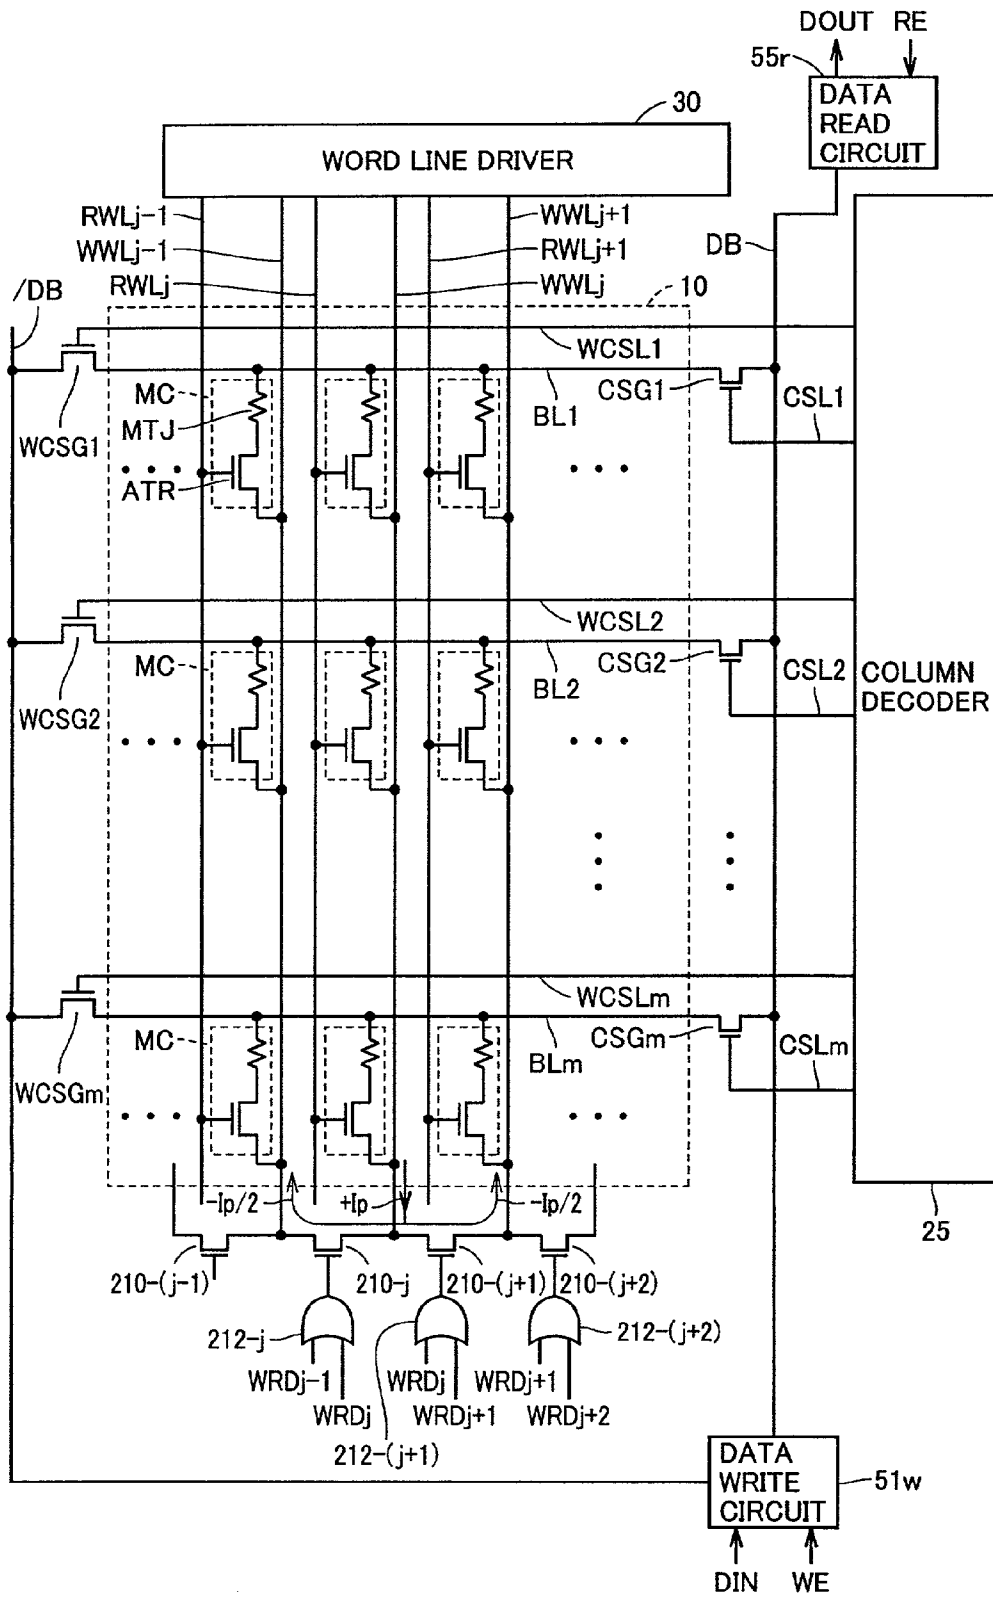 DOUT RE
55r
DATA
READ
CIRCUIT
30
WORD LINE DRIVER
RWLj-1
WWLj+1
DB
WWLj-1
RWLj+1
/DB
RWLj
WWLj
10
WCSL1
MC
CSG1
CSL1
MTJ
BL1
WCSG1
• • •
ATR
• • •
WCSL2
MC
CSG2
CSL2
BL2
COLUMN
DECODER
WCSG2
• • •
• • •
WCSLm
MC
CSGm
CSLm
BLm
WCSGm
• • •
• • •
-Ip/2
+Ip
-Ip/2
25
210-(j-1)
210-j
210-(j+1)
210-(j+2)
212-j
212-(j+2)
WRDj-1
WRDj
WRDj+1
WRDj
WRDj+1
WRDj+2
212-(j+1)
DATA
WRITE
CIRCUIT
51w
DIN WE